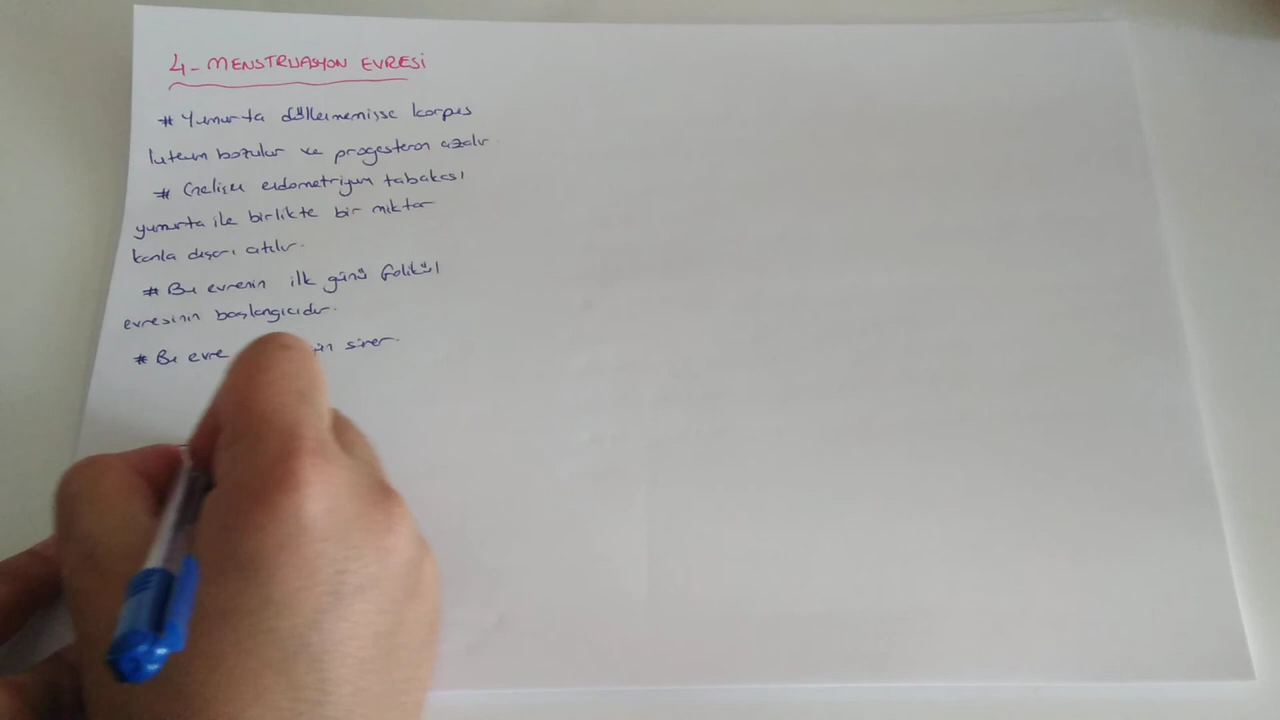 4- MENSTRUASYON EVRESİ
# Yumurta döllenmemişse korpus
luteum bozulur ve progesteron azalır.
# Gelişen endometriyum tabakası
yumurta ile birlikte bir miktar
kanla dışarı atılır.
# Bu evrenin ilk günü folikül
evresinin başlangıcıdır.
# Bu evre sürer.